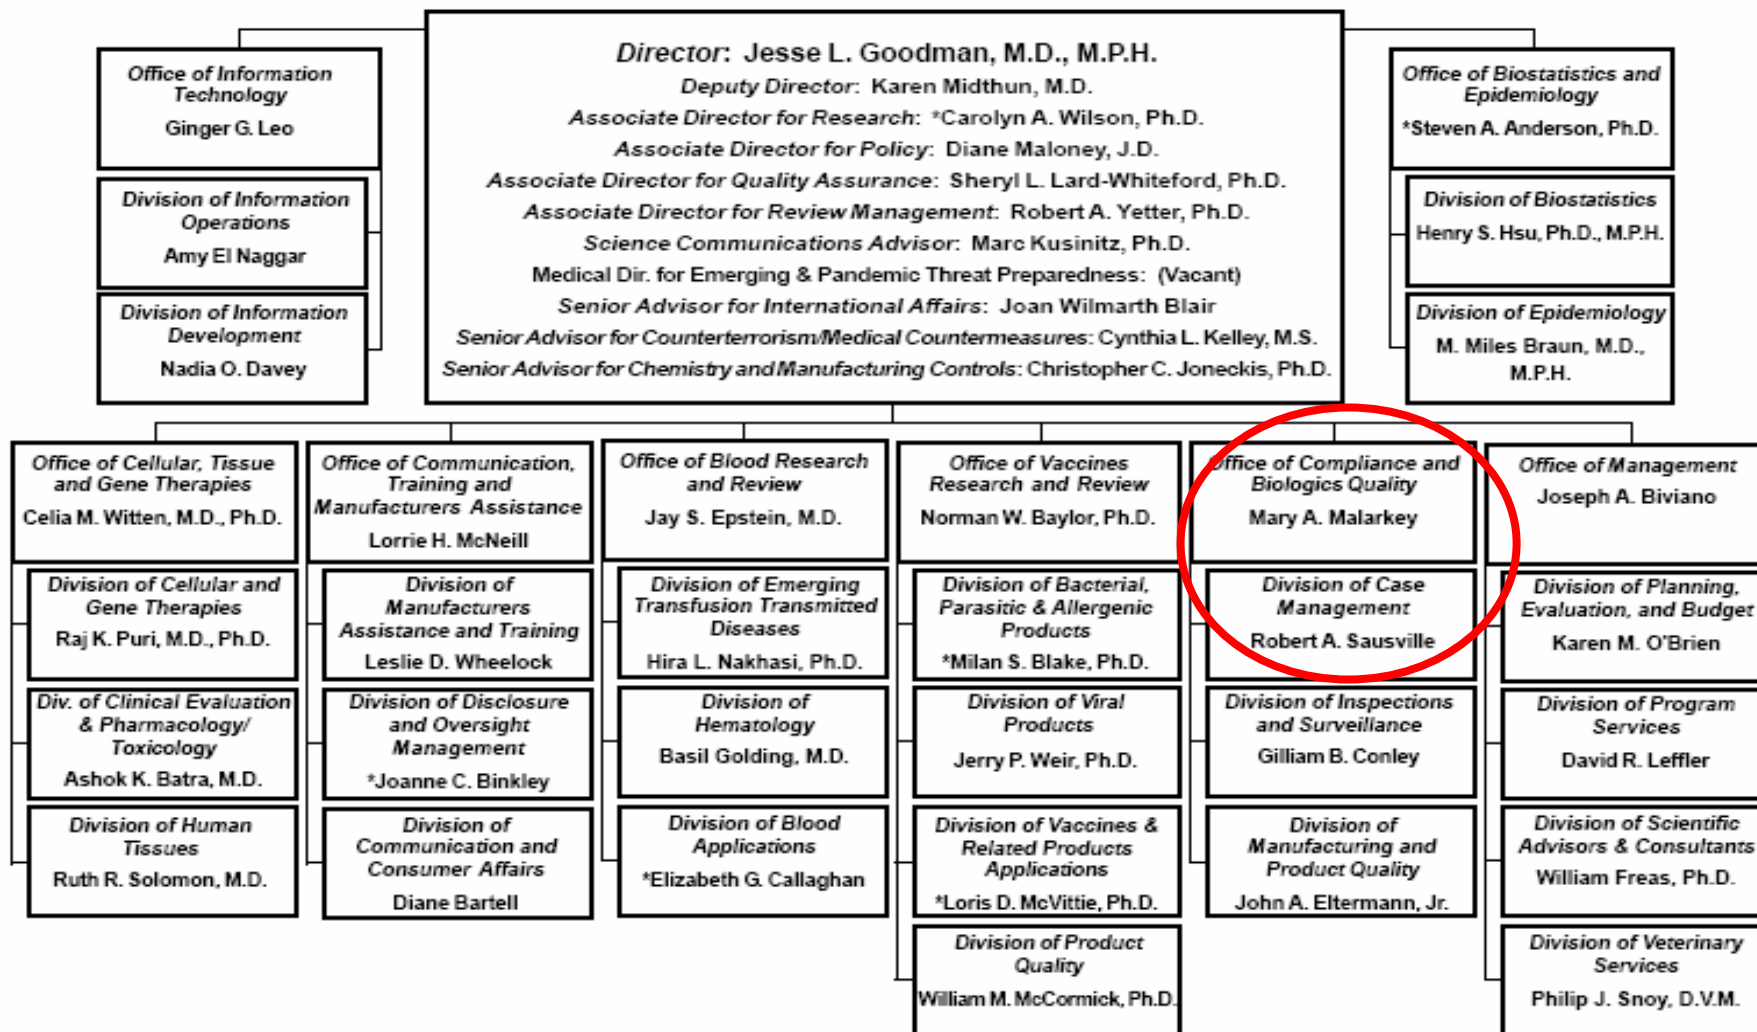 Director: Jesse L. Goodman, M.D., M.P.H.
Deputy Director: Karen Midthun, M.D.
Associate Director for Research: *Carolyn A. Wilson, Ph.D.
Associate Director for Policy: Diane Maloney, J.D.
Associate Director for Quality Assurance: Sheryl L. Lard-Whiteford, Ph.D.
Associate Director for Review Management: Robert A. Yetter, Ph.D.
Science Communications Advisor: Marc Kusinitz, Ph.D.
Medical Dir. for Emerging & Pandemic Threat Preparedness: (Vacant)
Senior Advisor for International Affairs: Joan Wilmarth Blair
Senior Advisor for Counterterrorism/Medical Countermeasures: Cynthia L. Kelley, M.S.
Senior Advisor for Chemistry and Manufacturing Controls: Christopher C. Joneckis, Ph.D.
Office of Information
Technology
Ginger G. Leo
Division of Information
Operations
Amy El Naggar
Division of Information
Development
Nadia O. Davey
Office of Biostatistics and
Epidemiology
*Steven A. Anderson, Ph.D.
Division of Biostatistics
Henry S. Hsu, Ph.D., M.P.H.
Division of Epidemiology
M. Miles Braun, M.D.,
M.P.H.
Office of Cellular, Tissue
and Gene Therapies
Celia M. Witten, M.D., Ph.D.
Division of Cellular and
Gene Therapies
Raj K. Puri, M.D., Ph.D.
Div. of Clinical Evaluation
& Pharmacology/
Toxicology
Ashok K. Batra, M.D.
Division of Human
Tissues
Ruth R. Solomon, M.D.
Office of Communication,
Training and
Manufacturers Assistance
Lorrie H. McNeill
Division of
Manufacturers
Assistance and Training
Leslie D. Wheelock
Division of Disclosure
and Oversight
Management
*Joanne C. Binkley
Division of
Communication and
Consumer Affairs
Diane Bartell
Office of Blood Research
and Review
Jay S. Epstein, M.D.
Division of Emerging
Transfusion Transmitted
Diseases
Hira L. Nakhasi, Ph.D.
Division of
Hematology
Basil Golding, M.D.
Division of Blood
Applications
*Elizabeth G. Callaghan
Office of Vaccines
Research and Review
Norman W. Baylor, Ph.D.
Division of Bacterial,
Parasitic & Allergenic
Products
*Milan S. Blake, Ph.D.
Division of Viral
Products
Jerry P. Weir, Ph.D.
Division of Vaccines &
Related Products
Applications
*Loris D. McVittie, Ph.D.
Division of Product
Quality
William M. McCormick, Ph.D.
Office of Compliance and
Biologics Quality
Mary A. Malarkey
Division of Case
Management
Robert A. Sausville
Division of Inspections
and Surveillance
Gilliam B. Conley
Division of
Manufacturing and
Product Quality
John A. Eltermann, Jr.
Office of Management
Joseph A. Biviano
Division of Planning,
Evaluation, and Budget
Karen M. O'Brien
Division of Program
Services
David R. Leffler
Division of Scientific
Advisors & Consultants
William Freas, Ph.D.
Division of Veterinary
Services
Philip J. Snoy, D.V.M.